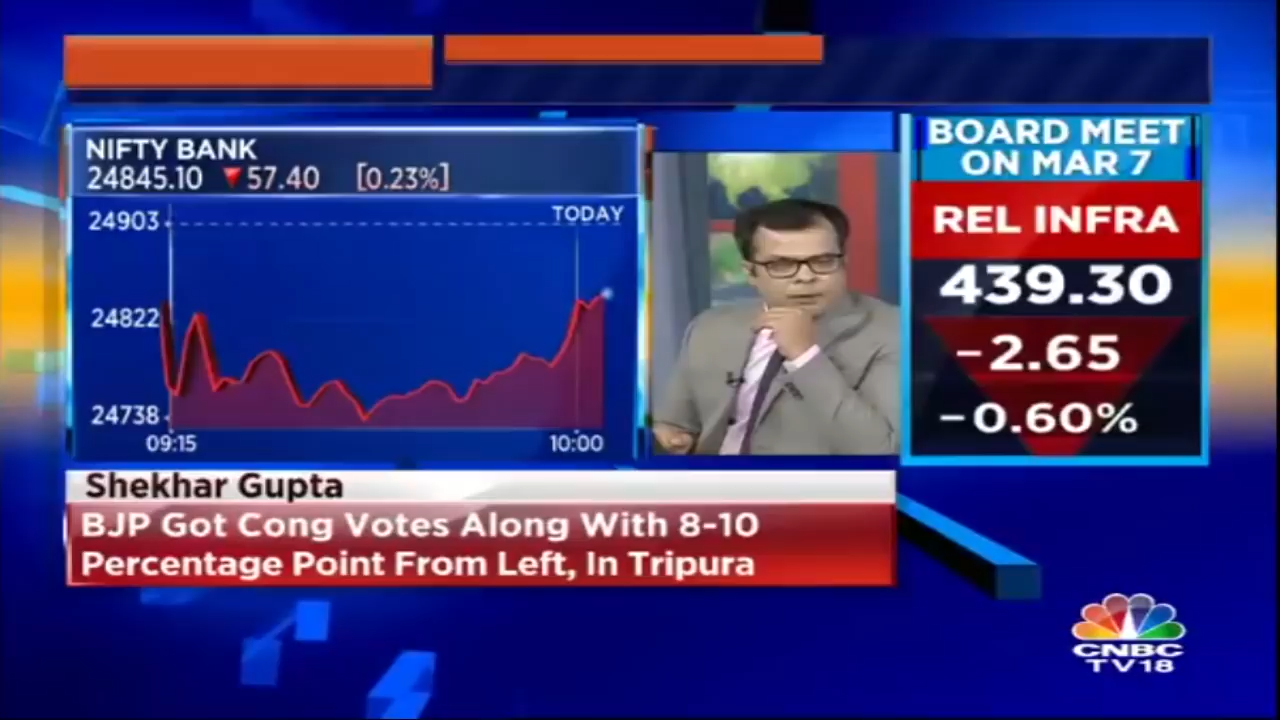 NIFTY BANK
24845.10 ▼57.40 [0.23%]
TODAY
24903
24822
24738
09:15 10:00
BOARD MEET
ON MAR 7
REL INFRA
439.30
-2.65
-0.60%
Shekhar Gupta
BJP Got Cong Votes Along With 8-10
Percentage Point From Left, In Tripura
CNBC
TV18